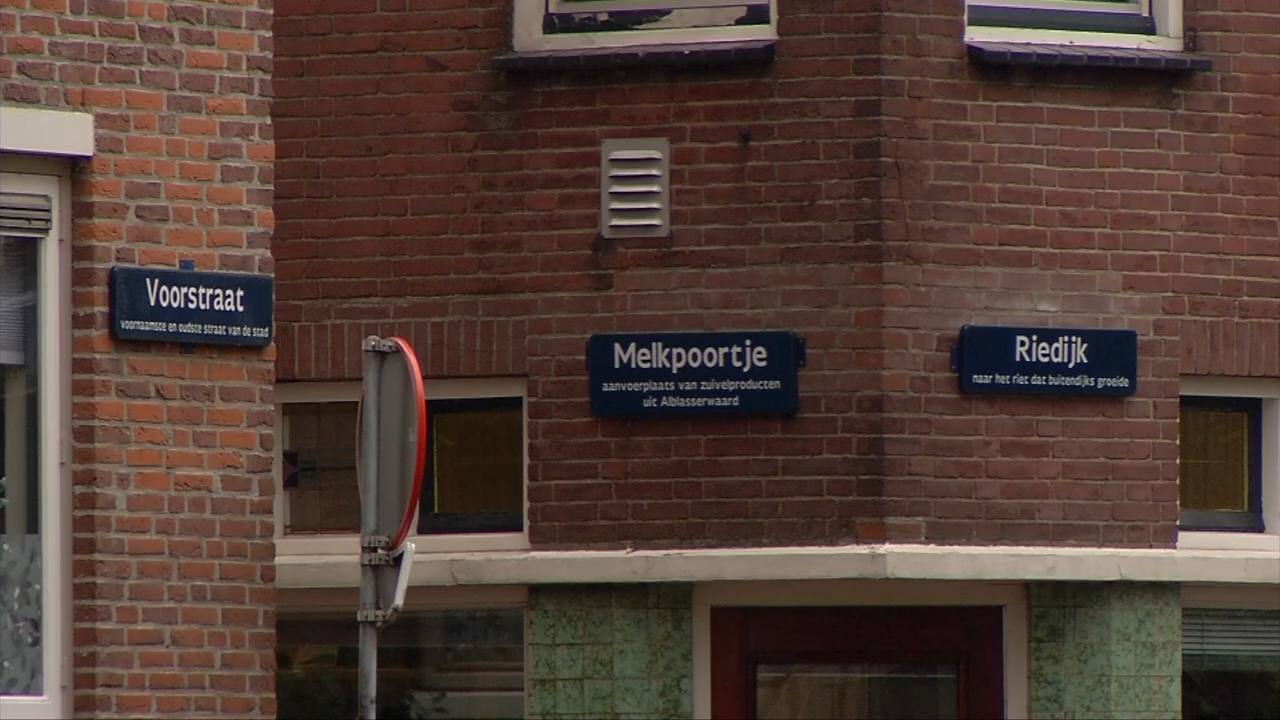 Voorstraat
voornaamste en oudste straat van de stad
Melkpoortje
aanvoerplaats van zuivelproducten
uit Alblasserwaard
Riedijk
naar het riet dat buitendijks groeide